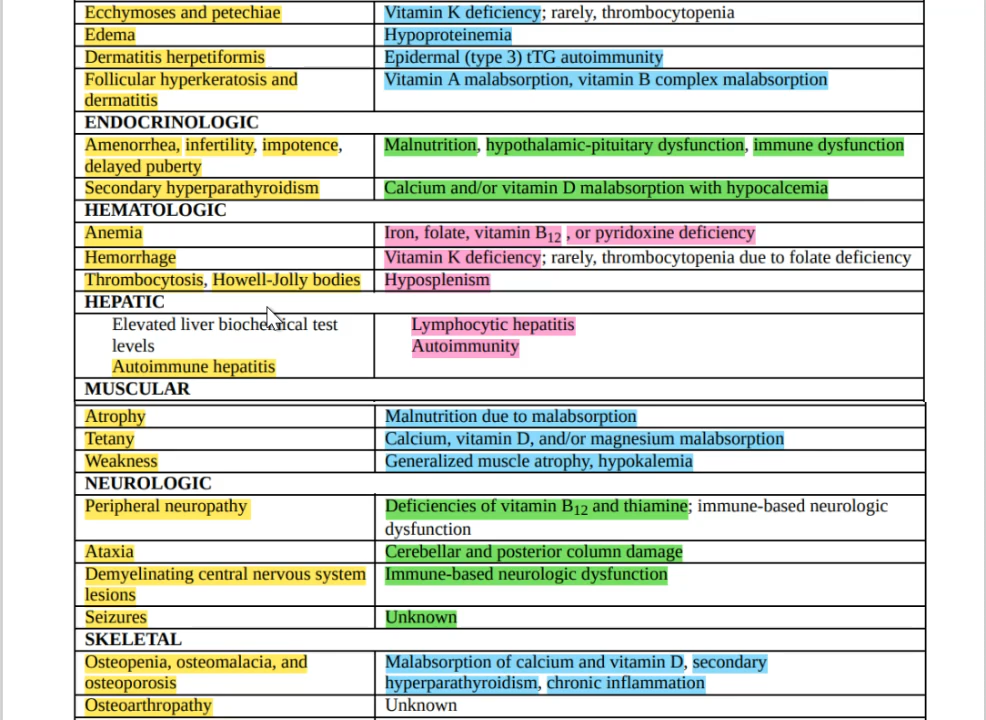 Ecchymoses and petechiae
Vitamin K deficiency; rarely, thrombocytopenia
Edema
Hypoproteinemia
Dermatitis herpetiformis
Epidermal (type 3) tTG autoimmunity
Follicular hyperkeratosis and
dermatitis
Vitamin A malabsorption, vitamin B complex malabsorption
ENDOCRINOLOGIC
Amenorrhea, infertility, impotence,
delayed puberty
Malnutrition, hypothalamic-pituitary dysfunction, immune dysfunction
Secondary hyperparathyroidism
Calcium and/or vitamin D malabsorption with hypocalcemia
HEMATOLOGIC
Anemia
Iron, folate, vitamin B12 , or pyridoxine deficiency
Hemorrhage
Vitamin K deficiency; rarely, thrombocytopenia due to folate deficiency
Thrombocytosis, Howell-Jolly bodies
Hyposplenism
HEPATIC
Elevated liver biochemical test
levels
Autoimmune hepatitis
Lymphocytic hepatitis
Autoimmunity
MUSCULAR
Atrophy
Malnutrition due to malabsorption
Tetany
Calcium, vitamin D, and/or magnesium malabsorption
Weakness
Generalized muscle atrophy, hypokalemia
NEUROLOGIC
Peripheral neuropathy
Deficiencies of vitamin B12 and thiamine; immune-based neurologic
dysfunction
Ataxia
Cerebellar and posterior column damage
Demyelinating central nervous system
lesions
Immune-based neurologic dysfunction
Seizures
Unknown
SKELETAL
Osteopenia, osteomalacia, and
osteoporosis
Malabsorption of calcium and vitamin D, secondary
hyperparathyroidism, chronic inflammation
Osteoarthropathy
Unknown